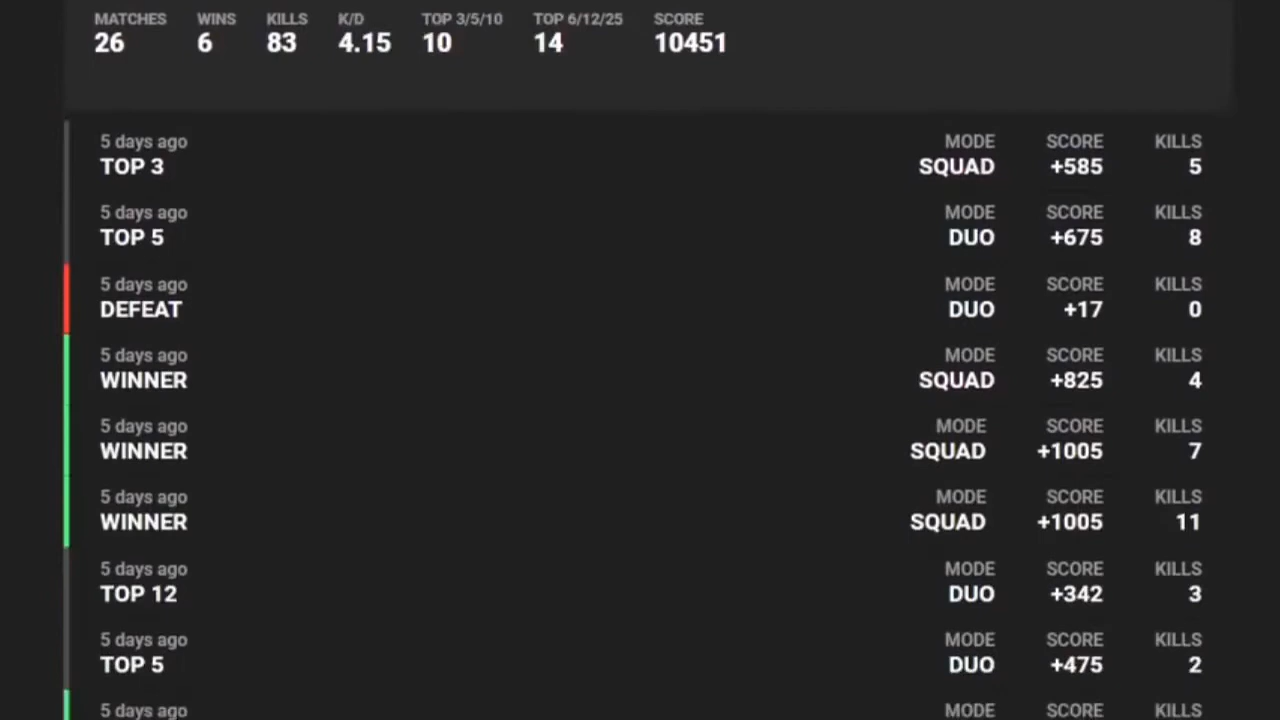 MATCHES WINS KILLS K/D TOP 3/5/10 TOP 6/12/25 SCORE
26 6 83 4.15 10 14 10451
5 days ago MODE SCORE KILLS
TOP 3 SQUAD +585 5
5 days ago MODE SCORE KILLS
TOP 5 DUO +675 8
5 days ago MODE SCORE KILLS
DEFEAT DUO +17 0
5 days ago MODE SCORE KILLS
WINNER SQUAD +825 4
5 days ago MODE SCORE KILLS
WINNER SQUAD +1005 7
5 days ago MODE SCORE KILLS
WINNER SQUAD +1005 11
5 days ago MODE SCORE KILLS
TOP 12 DUO +342 3
5 days ago MODE SCORE KILLS
TOP 5 DUO +475 2
5 days ago MODE SCORE KILLS